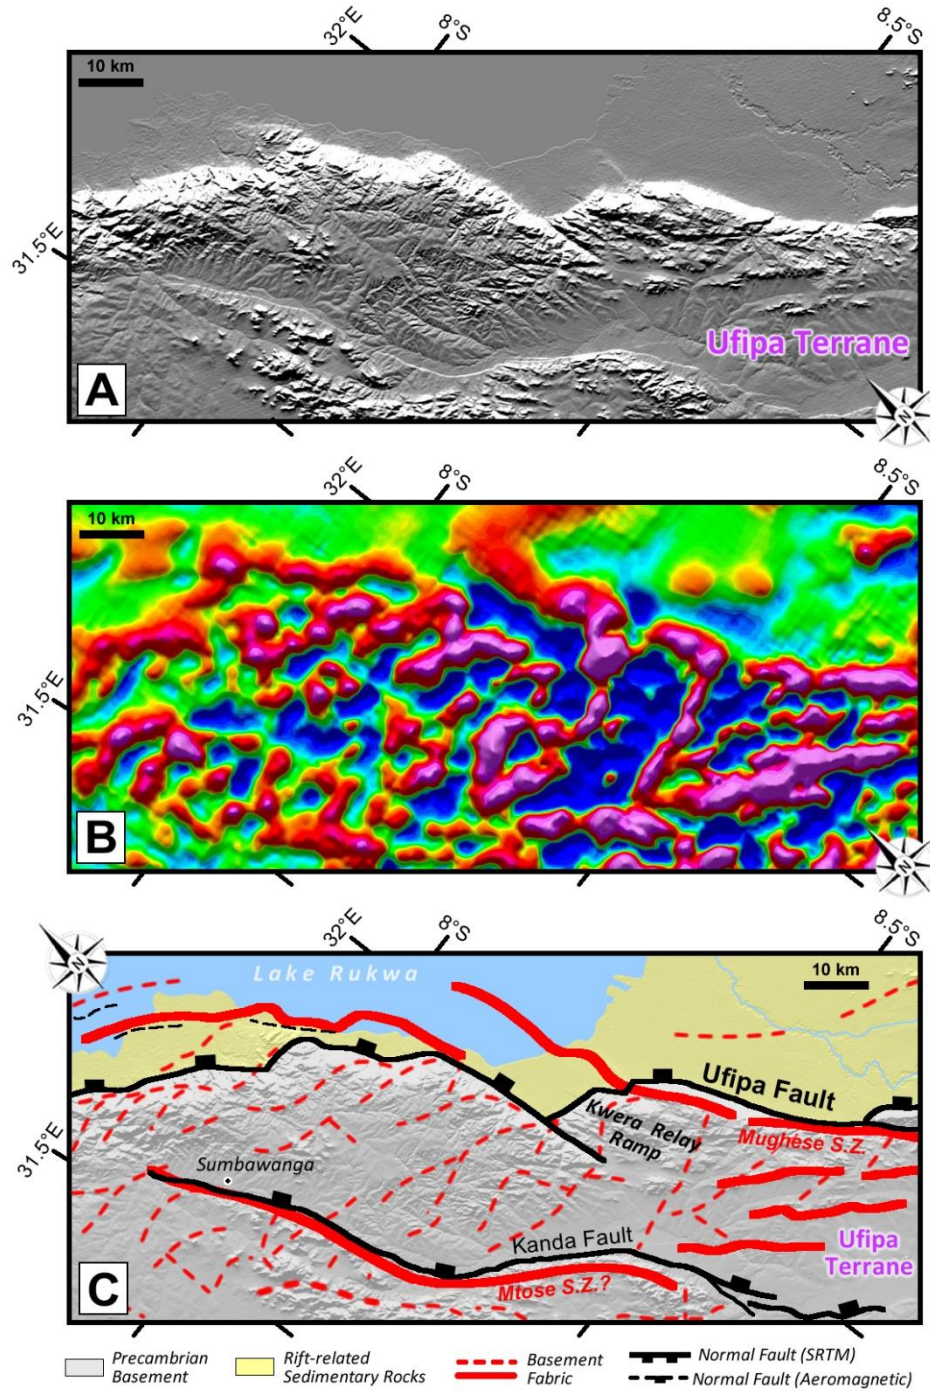 32°E
8°S
8.5°S
10 km
31.5°E
Ufipa Terrane
A
N
32°E
8°S
8.5°S
10 km
31.5°E
B
N
32°E
8°S
8.5°S
N
Lake Rukwa
10 km
Ufipa Fault
Kwera Relay
Ramp
Mughese S.Z.
31.5°E
Sumbawanga
Kanda Fault
Ufipa
Terrane
Mtose S.Z.?
C
Precambrian
Basement
Rift-related
Sedimentary Rocks
Basement
Fabric
Normal Fault (SRTM)
Normal Fault (Aeromagnetic)